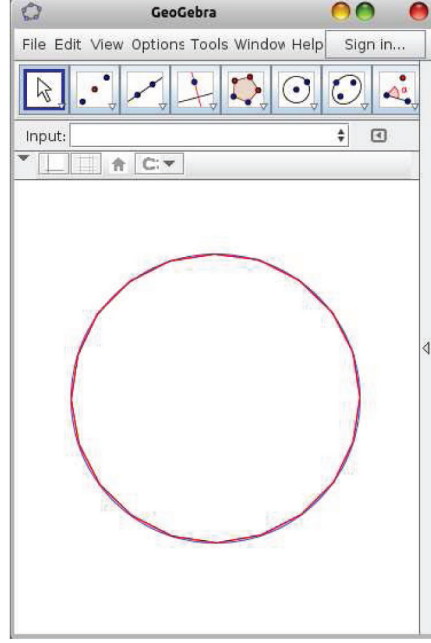 GeoGebra
File Edit View Options Tools Window Help Sign in...
α
Input: